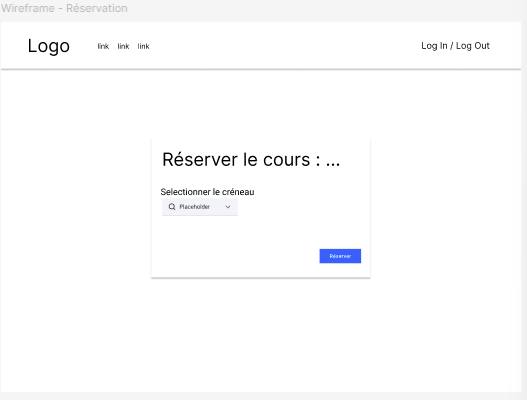 Wireframe - Réservation
Logo
link link link
Log In / Log Out
Réserver le cours : ...
Selectionner le créneau
Placeholder
Réserver